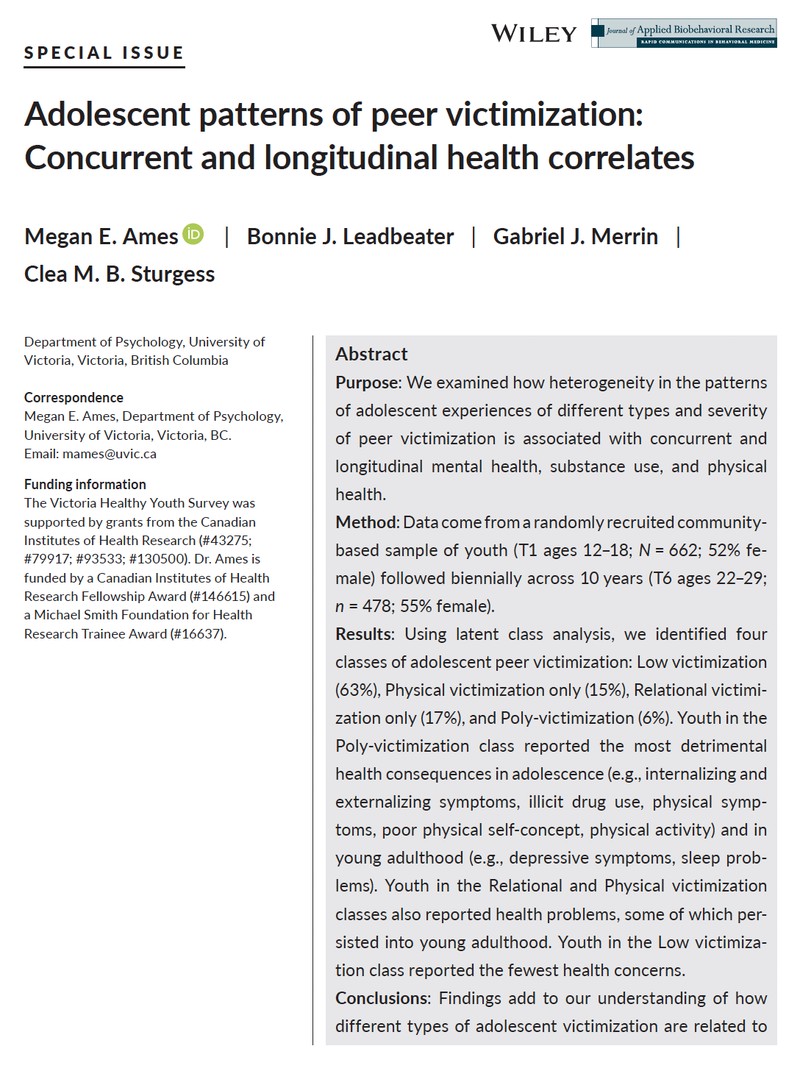 WILEY
Journal of Applied Biobehavioral Research
RAPID COMMUNICATIONS IN BEHAVIORAL MEDICINE
SPECIAL ISSUE
Adolescent patterns of peer victimization:
Concurrent and longitudinal health correlates
Megan E. Ames iD | Bonnie J. Leadbeater | Gabriel J. Merrin |
Clea M. B. Sturgess
Department of Psychology, University of
Victoria, Victoria, British Columbia
Correspondence
Megan E. Ames, Department of Psychology,
University of Victoria, Victoria, BC.
Email: mames@uvic.ca
Funding information
The Victoria Healthy Youth Survey was
supported by grants from the Canadian
Institutes of Health Research (#43275;
#79917; #93533; #130500). Dr. Ames is
funded by a Canadian Institutes of Health
Research Fellowship Award (#146615) and
a Michael Smith Foundation for Health
Research Trainee Award (#16637).
Abstract
Purpose: We examined how heterogeneity in the patterns
of adolescent experiences of different types and severity
of peer victimization is associated with concurrent and
longitudinal mental health, substance use, and physical
health.
Method: Data come from a randomly recruited community-
based sample of youth (T1 ages 12–18; N = 662; 52% fe-
male) followed biennially across 10 years (T6 ages 22–29;
n = 478; 55% female).
Results: Using latent class analysis, we identified four
classes of adolescent peer victimization: Low victimization
(63%), Physical victimization only (15%), Relational victimi-
zation only (17%), and Poly-victimization (6%). Youth in the
Poly-victimization class reported the most detrimental
health consequences in adolescence (e.g., internalizing and
externalizing symptoms, illicit drug use, physical symp-
toms, poor physical self-concept, physical activity) and in
young adulthood (e.g., depressive symptoms, sleep prob-
lems). Youth in the Relational and Physical victimization
classes also reported health problems, some of which per-
sisted into young adulthood. Youth in the Low victimiza-
tion class reported the fewest health concerns.
Conclusions: Findings add to our understanding of how
different types of adolescent victimization are related to